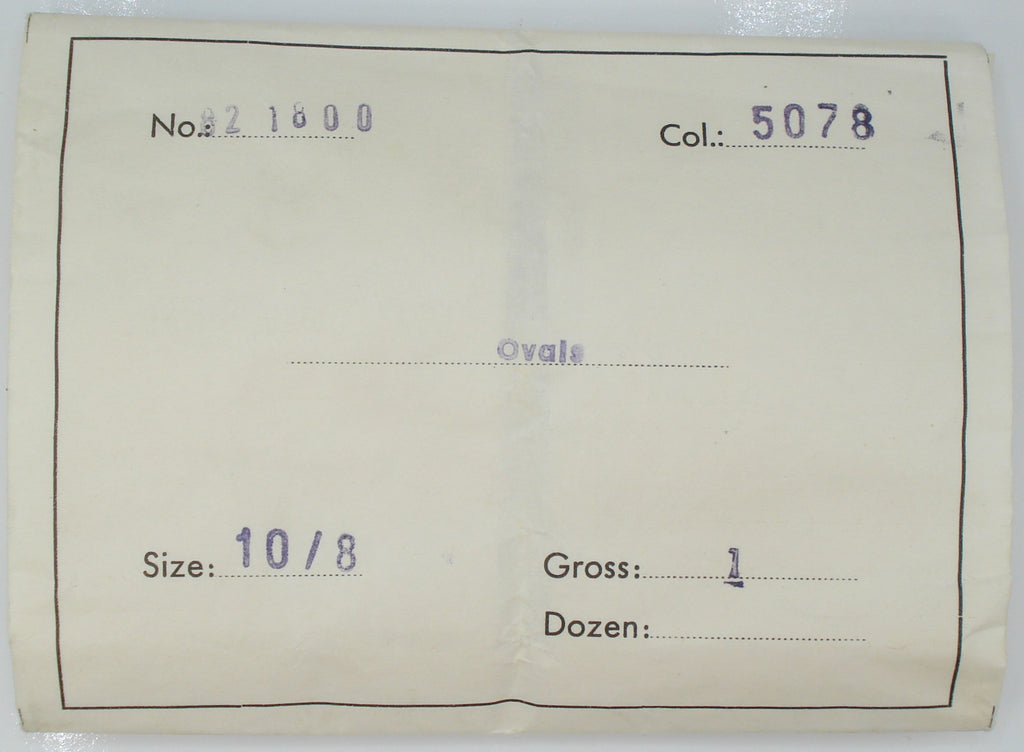 No.: 82 1800
Col.: 5078
Ovals
Size: 10/8
Gross: 1
Dozen: